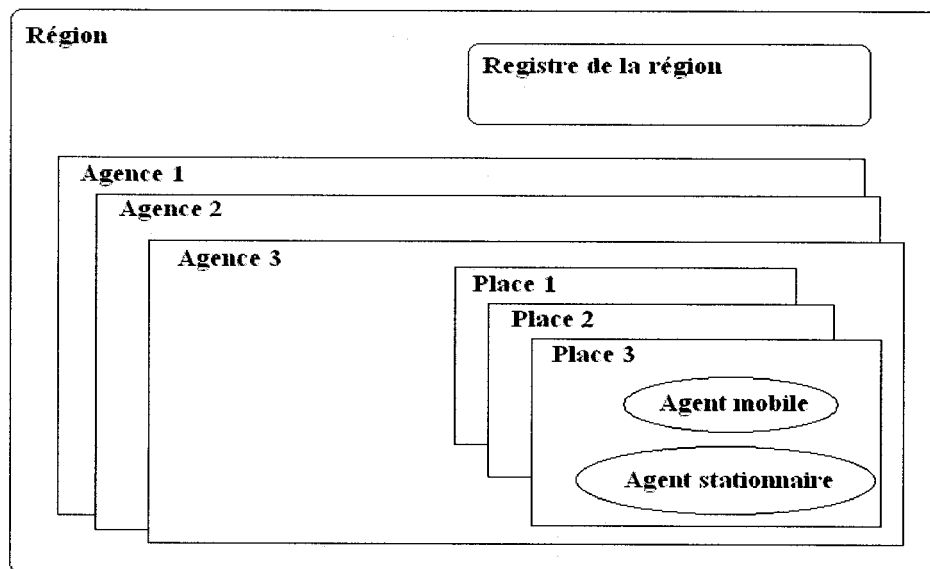 Région
Registre de la région
Agence 1
Agence 2
Agence 3
Place 1
Place 2
Place 3
Agent mobile
Agent stationnaire